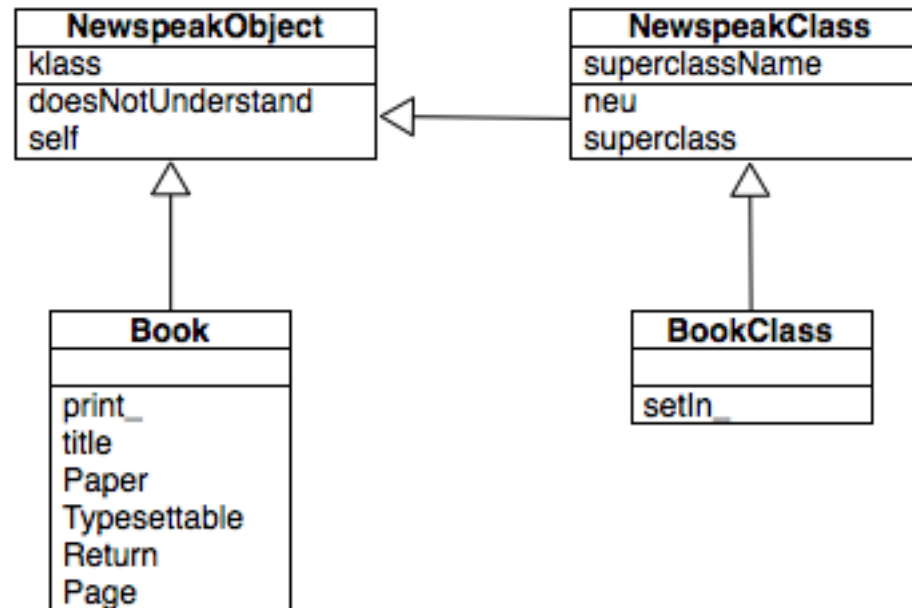 NewspeakObject
klass
doesNotUnderstand
self
NewspeakClass
superclassName
neu
superclass
Book
print_
title
Paper
Typesettable
Return
Page
BookClass
setIn_